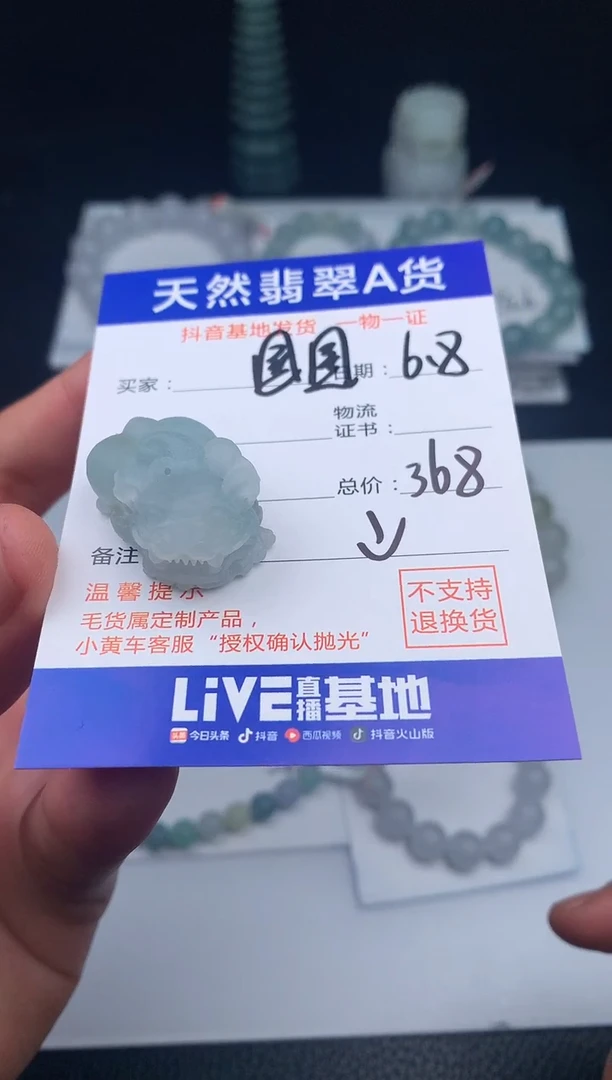 天然翡翠A货
抖音基地发货 一物一证
买家： 国国 日期： 6.8
物流
证书：
总价： 368
备注
温馨提示
毛货属定制产品，
小黄车客服“授权确认抛光”
不支持
退换货
LiVE直播基地
头条 今日头条 抖音 西瓜视频 抖音火山版